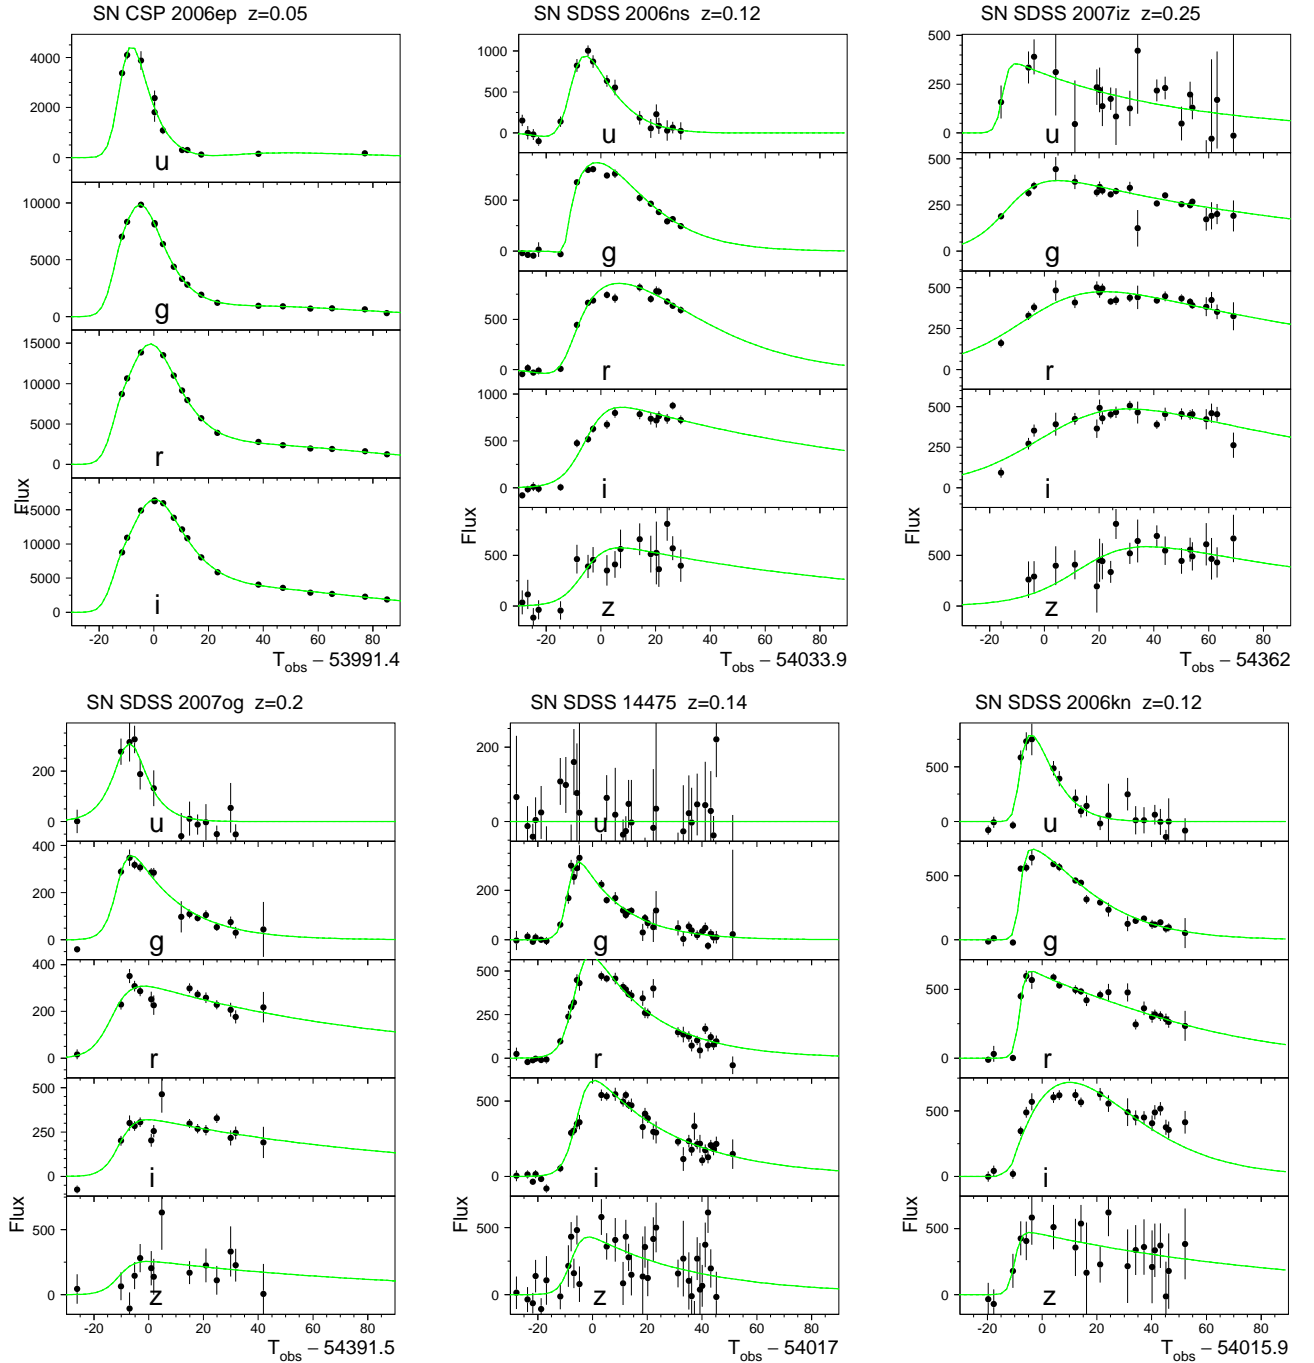 SN CSP 2006ep z=0.05
4000
2000
0
u
10000
5000
0
g
15000
10000
5000
0
r
15000
10000
5000
0
i
Flux
-20 0 20 40 60 80
T_obs − 53991.4
SN SDSS 2006ns z=0.12
1000
500
0
u
500
0
g
500
0
r
1000
500
0
i
500
0
z
Flux
-20 0 20 40 60 80
T_obs − 54033.9
SN SDSS 2007iz z=0.25
500
250
0
u
500
250
0
g
500
250
0
r
500
250
0
i
500
0
z
Flux
-20 0 20 40 60 80
T_obs − 54362
SN SDSS 2007og z=0.2
200
0
u
400
200
0
g
400
200
0
r
500
250
0
i
500
0
z
Flux
-20 0 20 40 60 80
T_obs − 54391.5
SN SDSS 14475 z=0.14
200
0
u
400
200
0
g
500
250
0
r
500
0
i
500
0
z
Flux
-20 0 20 40 60 80
T_obs − 54017
SN SDSS 2006kn z=0.12
500
0
u
500
0
g
500
0
r
500
250
0
i
500
0
z
Flux
-20 0 20 40 60 80
T_obs − 54015.9